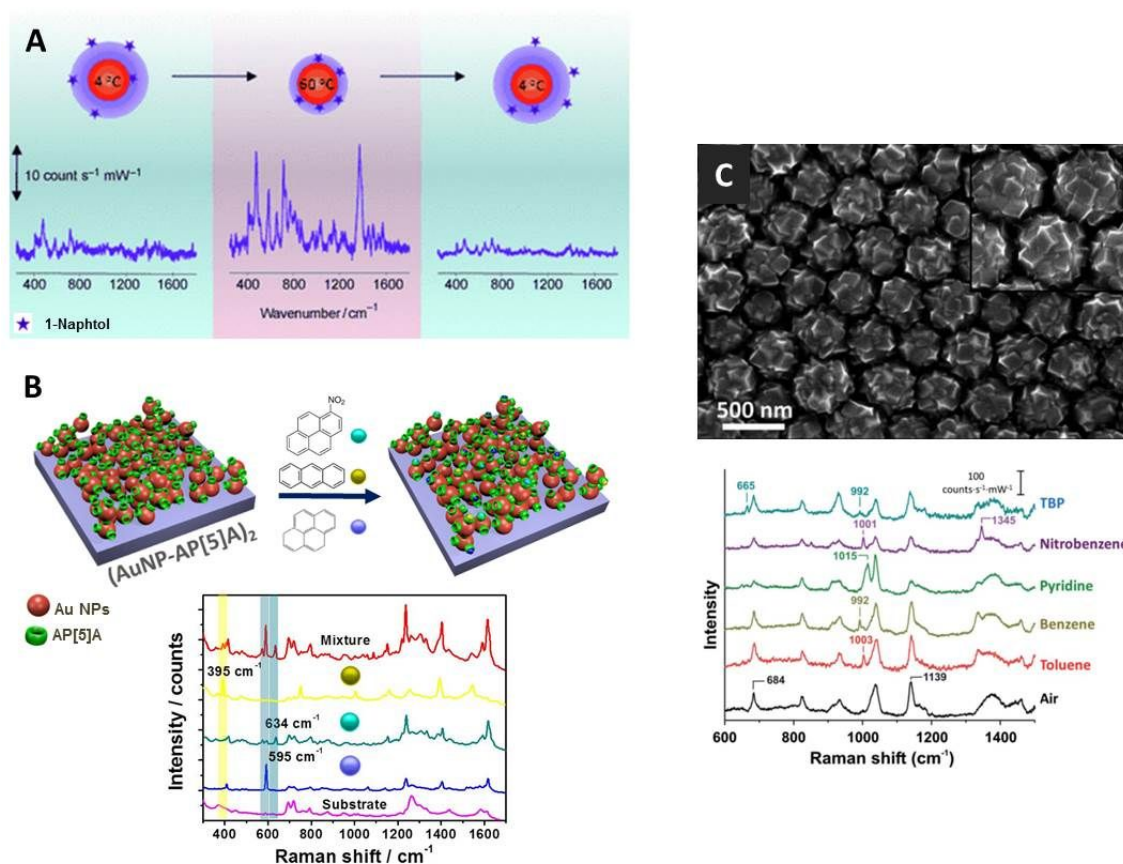 A
4 ºC
60 ºC
4 ºC
10 count s⁻¹ mW⁻¹
400 800 1200 1600
400 800 1200 1600
400 800 1200 1600
Wavenumber / cm⁻¹
1-Naphtol
B
NO₂
(AuNP-AP[5]A)₂
Au NPs
AP[5]A
Mixture
395 cm⁻¹
634 cm⁻¹
595 cm⁻¹
Substrate
Intensity / counts
400 600 800 1000 1200 1400 1600
Raman shift / cm⁻¹
C
500 nm
100
counts·s⁻¹·mW⁻¹
665
992
TBP
1001
1345
Nitrobenzene
1015
Pyridine
992
Benzene
1003
Toluene
684
1139
Air
Intensity
600 800 1000 1200 1400
Raman shift (cm⁻¹)